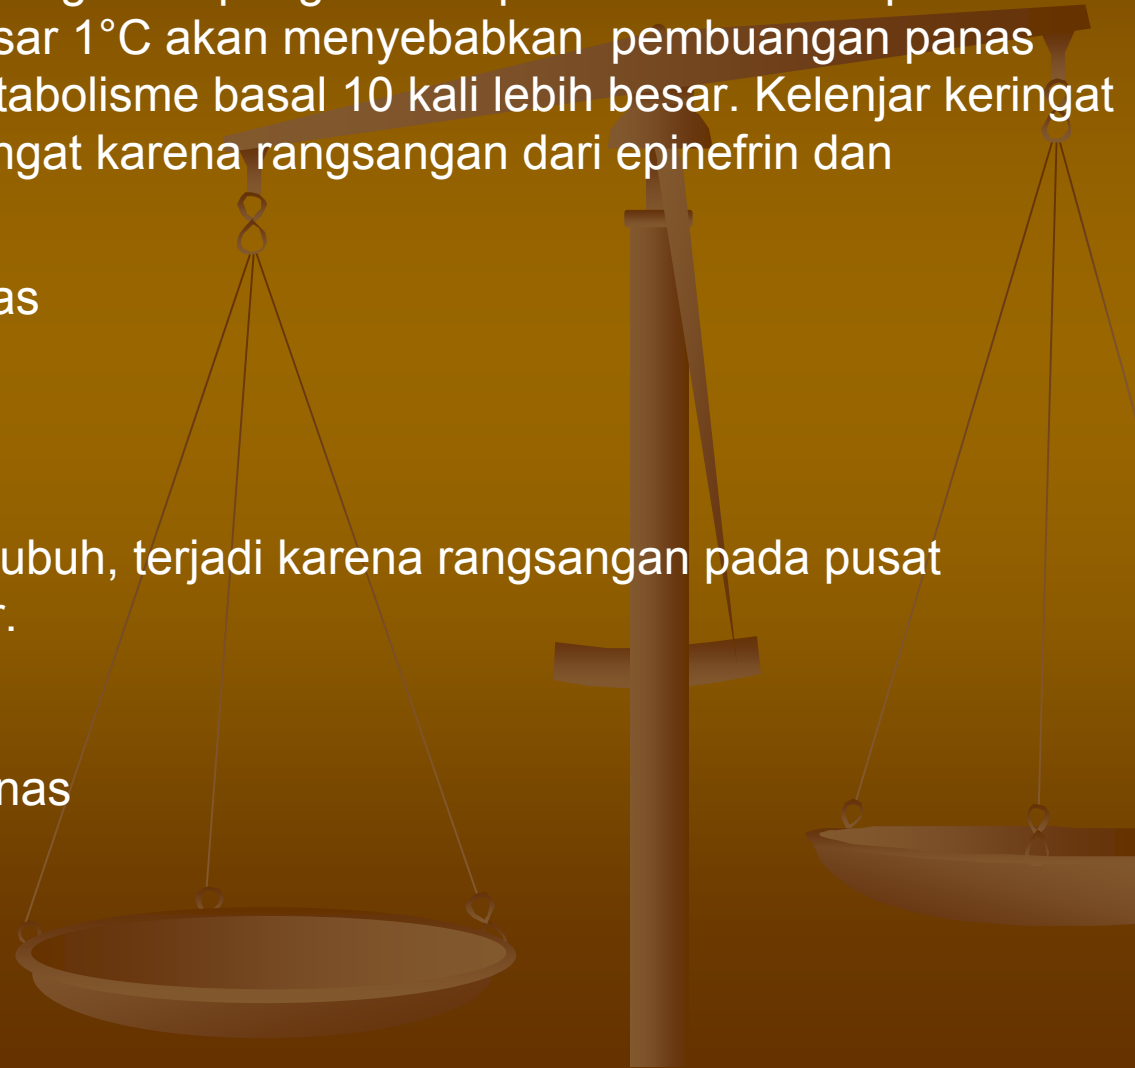 sar 1°C akan menyebabkan pembuangan panas
tabolisme basal 10 kali lebih besar. Kelenjar keringat
ngat karena rangsangan dari epinefrin dan
as
ubuh, terjadi karena rangsangan pada pusat
r.
nas